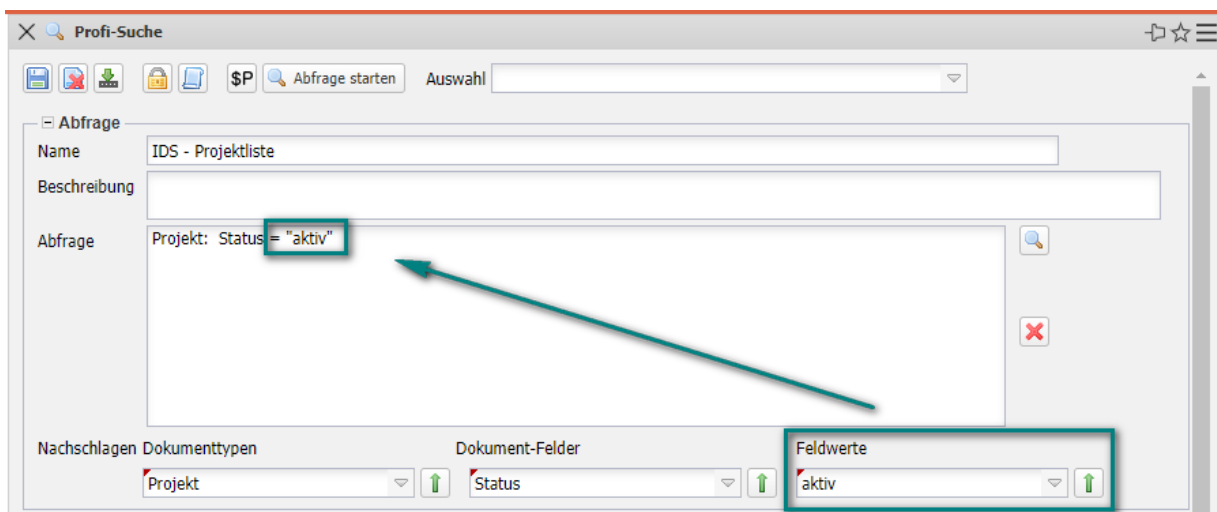 Profi-Suche
$P Abfrage starten Auswahl
Abfrage
Name IDS - Projektliste
Beschreibung
Abfrage Projekt: Status = "aktiv"
Nachschlagen Dokumenttypen Dokument-Felder Feldwerte
Projekt Status aktiv